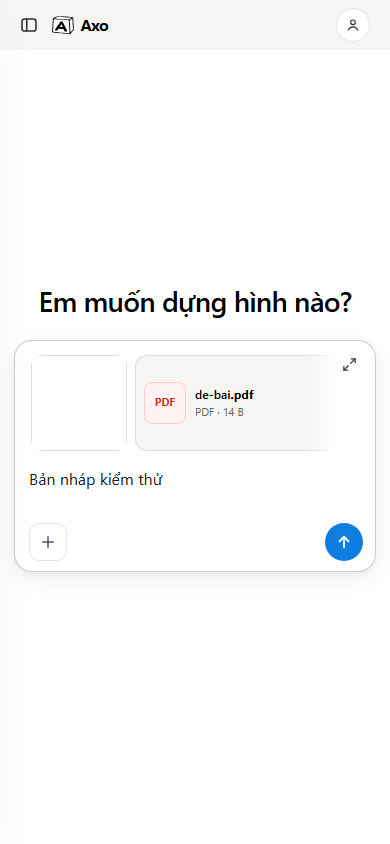 Axo
Em muốn dựng hình nào?
PDF
de-bai.pdf
PDF · 14 B
Bản nháp kiểm thử